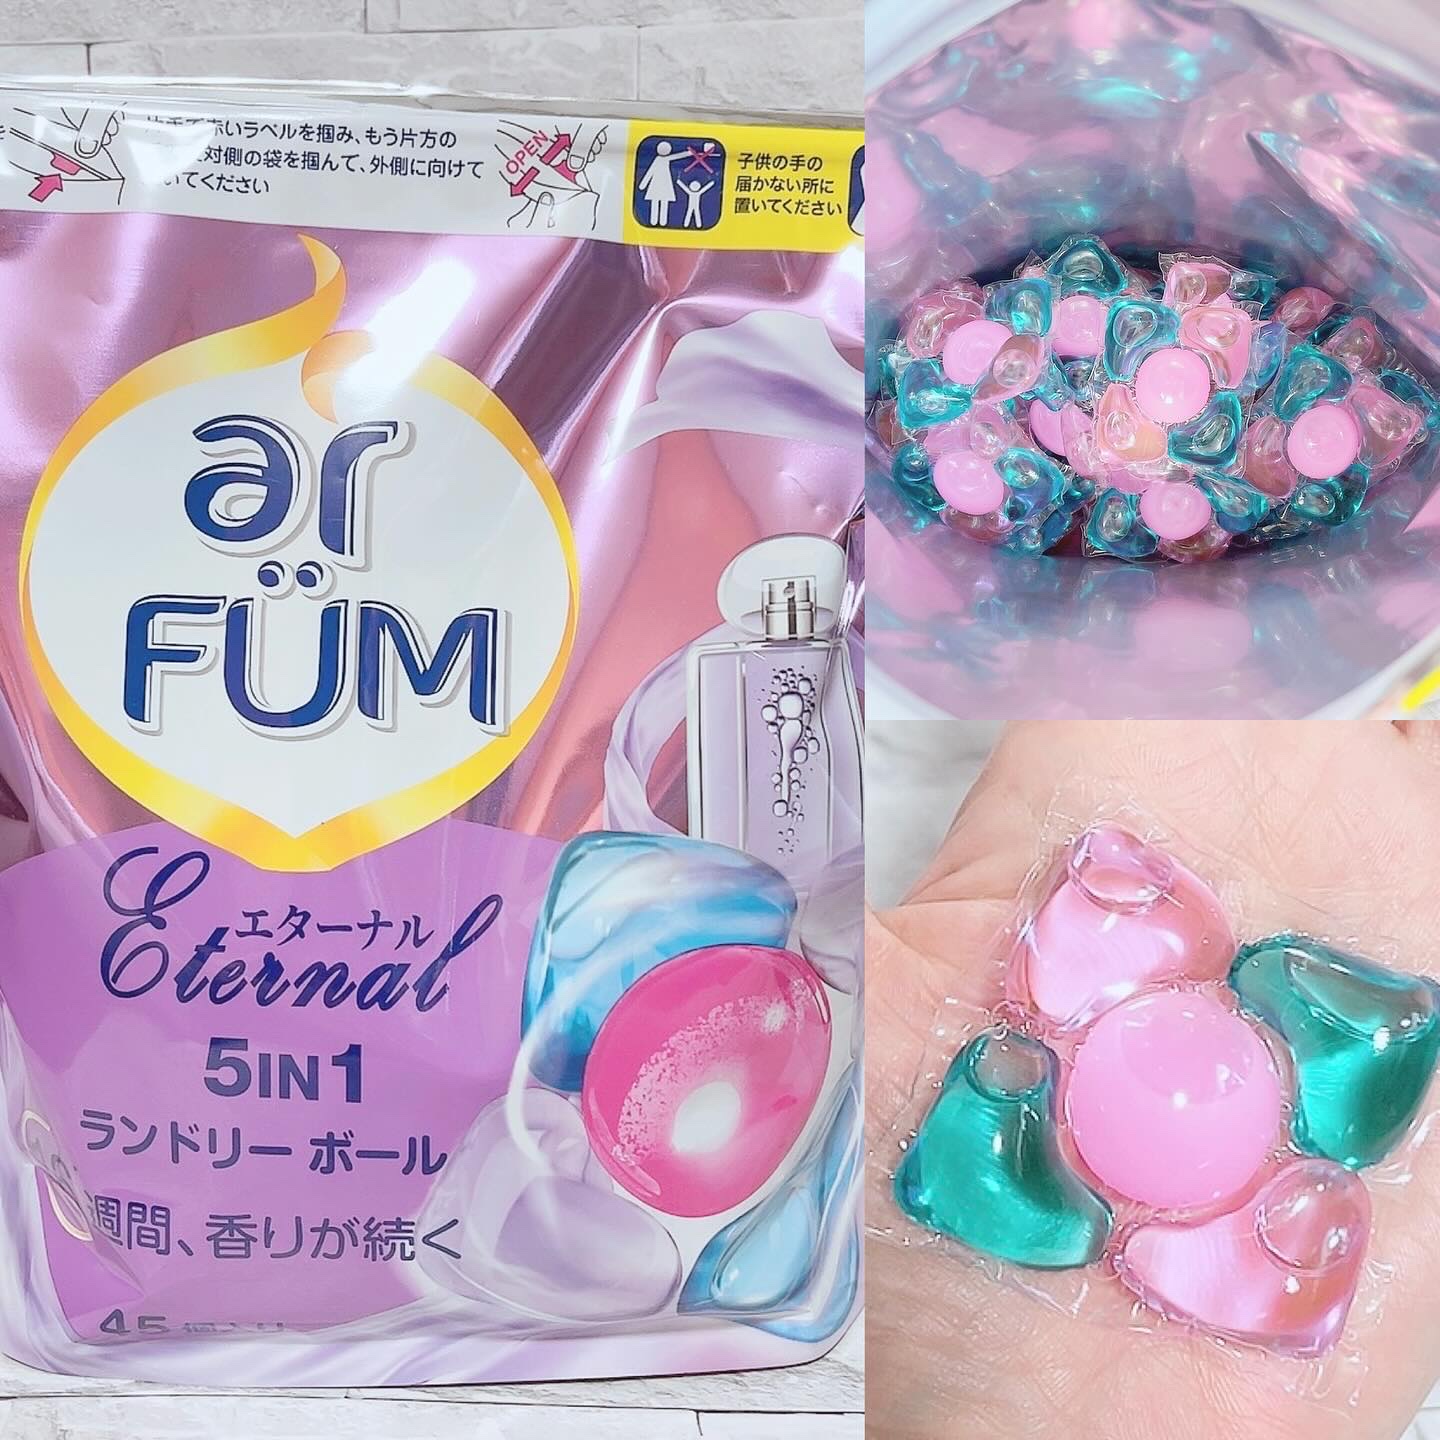 片手で赤いラベルを掴み、もう片方の
対側の袋を掴んで、外側に向けて
いてください
OPEN
子供の手の
届かない所に
置いてください
ar
FÜM
Eternal
エターナル
5IN1
ランドリー ボール
週間、香りが続く
45